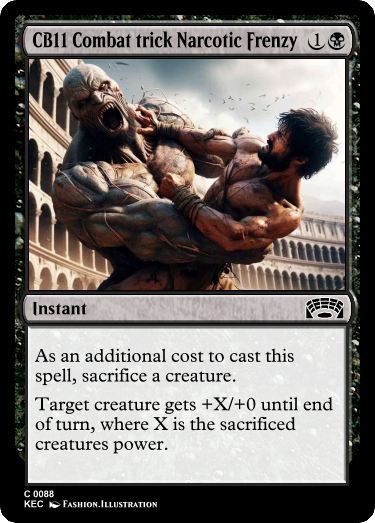 CB11 Combat trick Narcotic Frenzy 1
Instant
As an additional cost to cast this
spell, sacrifice a creature.
Target creature gets +X/+0 until end
of turn, where X is the sacrificed
creatures power.
C 0088
KEC Fashion.Illustration